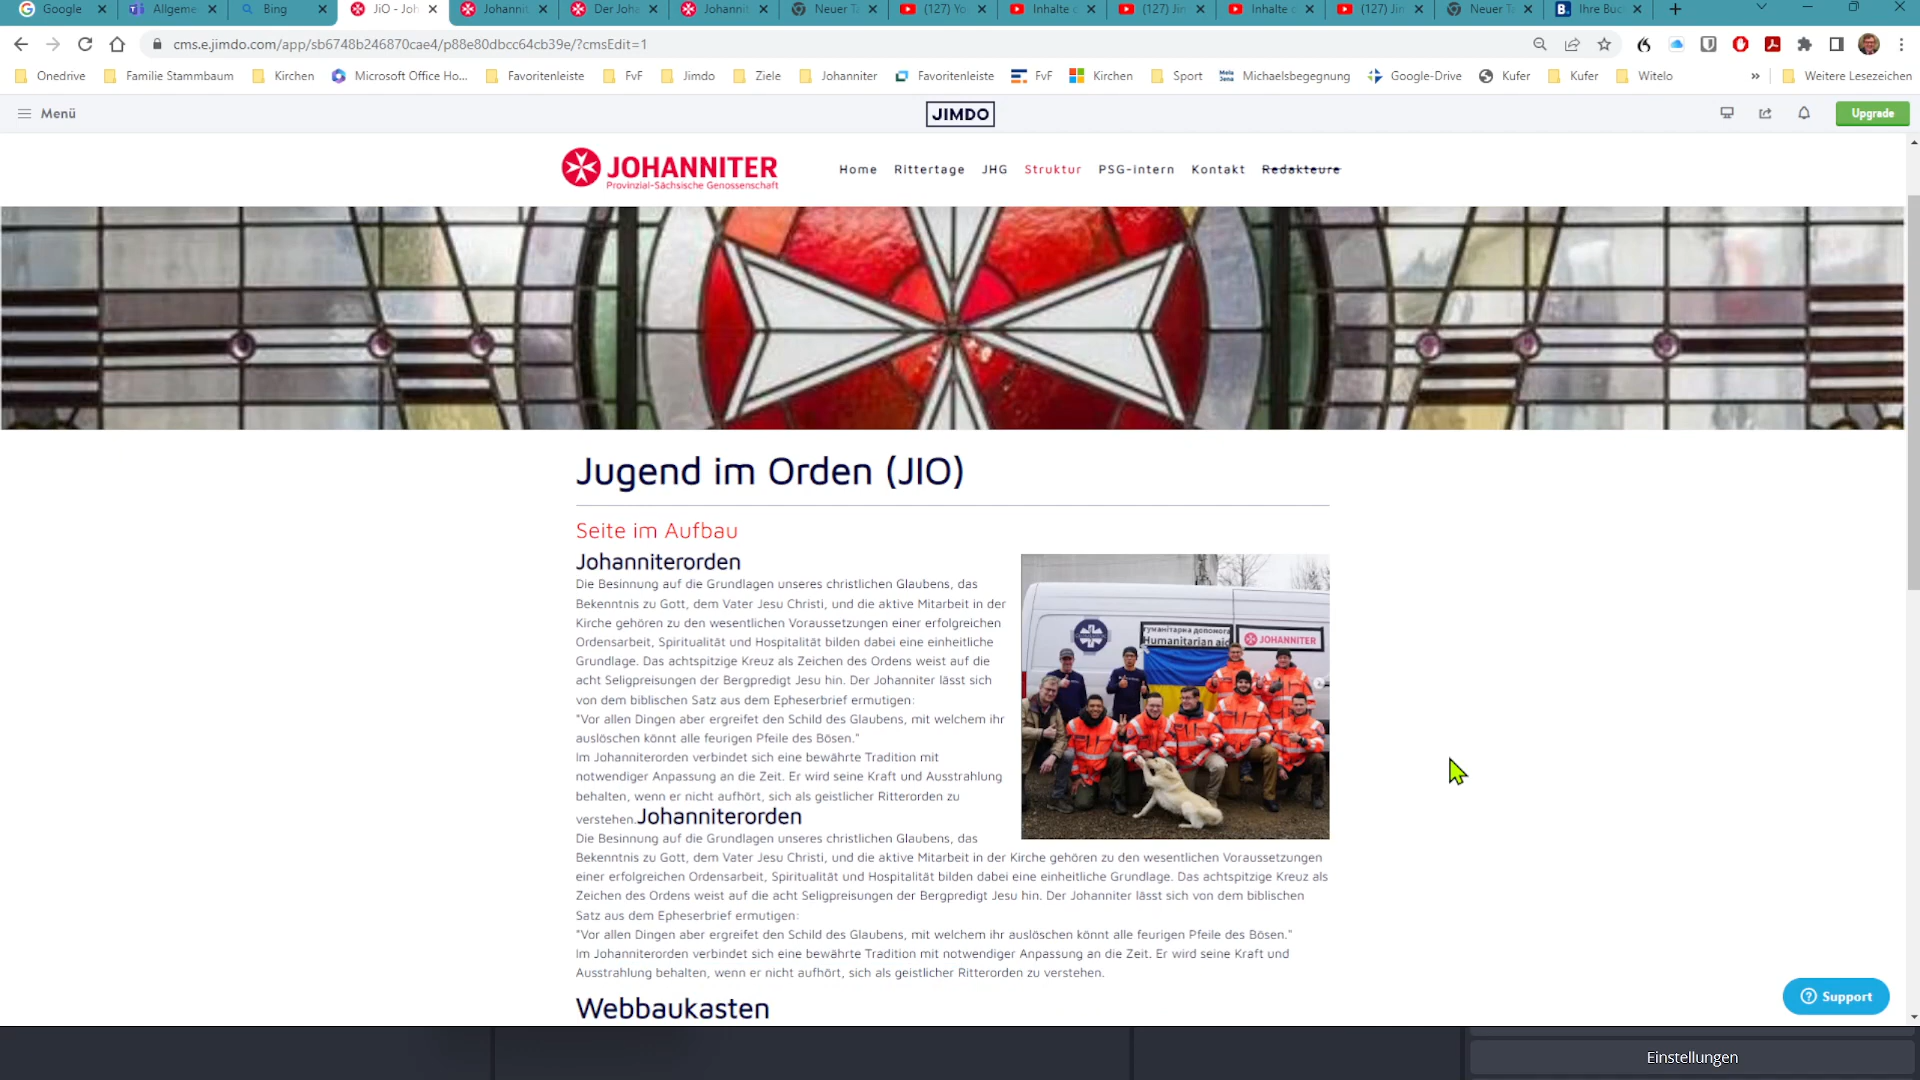 Google
Allgeme
Bing
JiO - Joh
Johannit
Der Joha
Johannit
Neuer Ta
(127) Yo
Inhalte c
(127) Jin
Inhalte c
(127) Jin
Neuer Ta
Ihre Buc
cms.e.jimdo.com/app/sb6748b246870cae4/p88e80dbcc64cb39e/?cmsEdit=1
Onedrive
Familie Stammbaum
Kirchen
Microsoft Office Ho...
Favoritenleiste
FvF
Jimdo
Ziele
Johanniter
Favoritenleiste
FvF
Kirchen
Sport
Michaelsbegegnung
Google-Drive
Kufer
Kufer
Witelo
»
Weitere Lesezeichen
Menü
JIMDO
Upgrade
JOHANNITER
Provinzial-Sächsische Genossenschaft
Home Rittertage JHG Struktur PSG-intern Kontakt Redakteure
Jugend im Orden (JIO)
Seite im Aufbau
Johanniterorden
Die Besinnung auf die Grundlagen unseres christlichen Glaubens, das
Bekenntnis zu Gott, dem Vater Jesu Christi, und die aktive Mitarbeit in der
Kirche gehören zu den wesentlichen Voraussetzungen einer erfolgreichen
Ordensarbeit, Spiritualität und Hospitalität bilden dabei eine einheitliche
Grundlage. Das achtspitzige Kreuz als Zeichen des Ordens weist auf die
acht Seligpreisungen der Bergpredigt Jesu hin. Der Johanniter lässt sich
von dem biblischen Satz aus dem Epheserbrief ermutigen:
"Vor allen Dingen aber ergreifet den Schild des Glaubens, mit welchem ihr
auslöschen könnt alle feurigen Pfeile des Bösen."
Im Johanniterorden verbindet sich eine bewährte Tradition mit
notwendiger Anpassung an die Zeit. Er wird seine Kraft und Ausstrahlung
behalten, wenn er nicht aufhört, sich als geistlicher Ritterorden zu
verstehen.Johanniterorden
гуманітарна допомога
Humanitarian aid
JOHANNITER
Die Besinnung auf die Grundlagen unseres christlichen Glaubens, das
Bekenntnis zu Gott, dem Vater Jesu Christi, und die aktive Mitarbeit in der Kirche gehören zu den wesentlichen Voraussetzungen
einer erfolgreichen Ordensarbeit, Spiritualität und Hospitalität bilden dabei eine einheitliche Grundlage. Das achtspitzige Kreuz als
Zeichen des Ordens weist auf die acht Seligpreisungen der Bergpredigt Jesu hin. Der Johanniter lässt sich von dem biblischen
Satz aus dem Epheserbrief ermutigen:
"Vor allen Dingen aber ergreifet den Schild des Glaubens, mit welchem ihr auslöschen könnt alle feurigen Pfeile des Bösen."
Im Johanniterorden verbindet sich eine bewährte Tradition mit notwendiger Anpassung an die Zeit. Er wird seine Kraft und
Ausstrahlung behalten, wenn er nicht aufhört, sich als geistlicher Ritterorden zu verstehen.
Webbaukasten
Support
Einstellungen